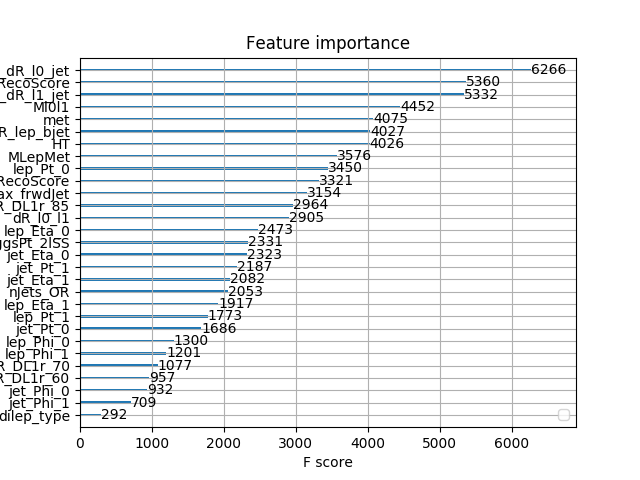 Feature importance
dR_l0_jet 6266
RecoScore 5360
dR_l1_jet 5332
Ml0l1 4452
met 4075
R_lep_bjet 4027
HT 4026
MLepMet 3576
lep_Pt_0 3450
RecoScore 3321
ax_frwdJet 3154
R_DL1r_85 2964
dR_l0_l1 2905
lep_Eta_0 2473
ggsPt_2lSS 2331
jet_Eta_0 2323
jet_Pt_1 2187
jet_Eta_1 2082
nJets_OR 2053
lep_Eta_1 1917
lep_Pt_1 1773
jet_Pt_0 1686
lep_Phi_0 1300
lep_Phi_1 1201
R_DL1r_70 1077
R_DL1r_60 957
jet_Phi_0 932
jet_Phi_1 709
dilep_type 292
0 1000 2000 3000 4000 5000 6000
F score